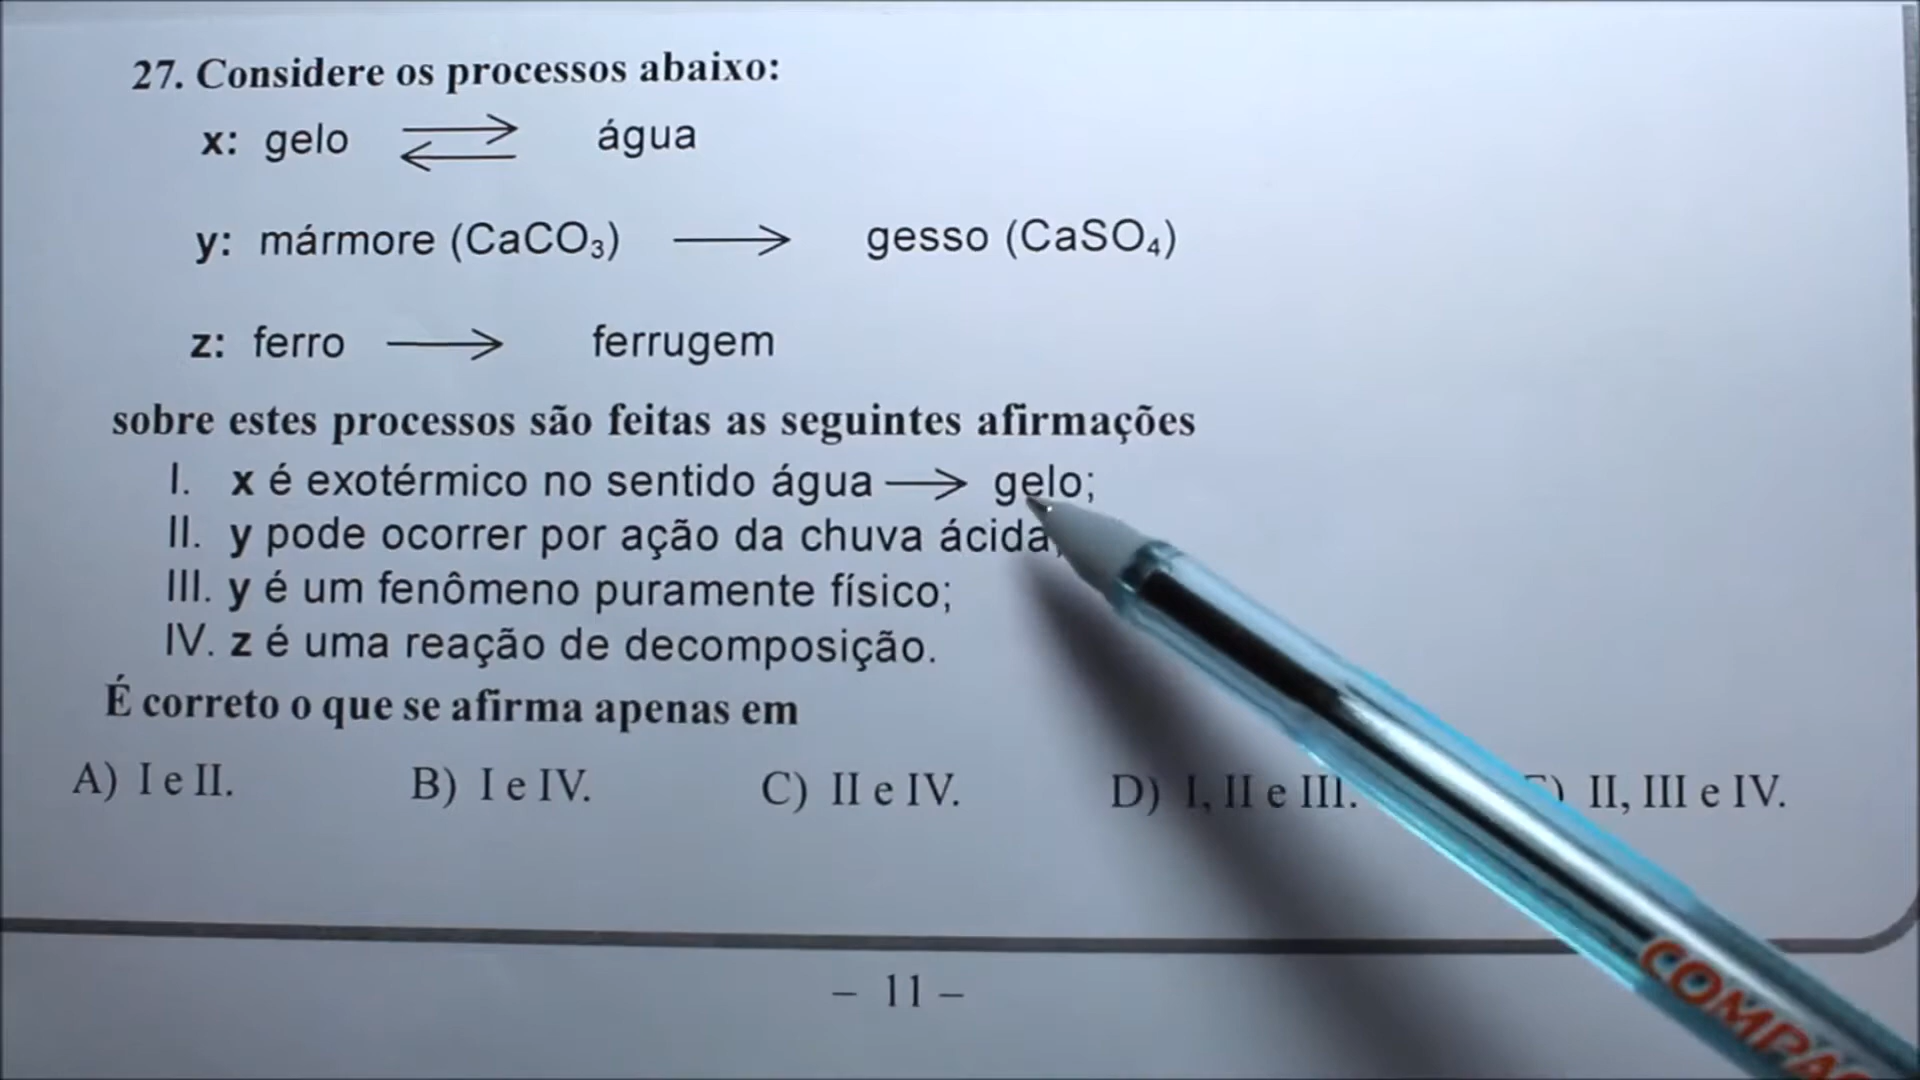 27. Considere os processos abaixo:
x: gelo ⇄ água
y: mármore (CaCO₃) ⟶ gesso (CaSO₄)
z: ferro ⟶ ferrugem
sobre estes processos são feitas as seguintes afirmações
I. x é exotérmico no sentido água ⟶ gelo;
II. y pode ocorrer por ação da chuva ácida;
III. y é um fenômeno puramente físico;
IV. z é uma reação de decomposição.
É correto o que se afirma apenas em
A) I e II. B) I e IV. C) II e IV. D) I, II e III. ) II, III e IV.
– 11 –